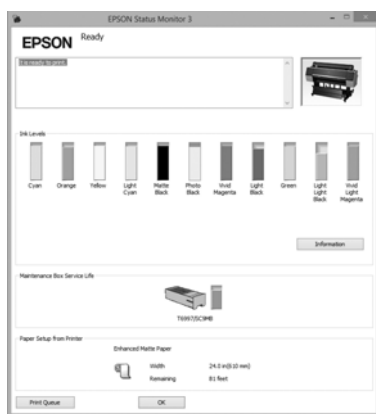 EPSON Status Monitor 3
EPSON
Ready
It is ready to print.
Ink Levels
Cyan
Orange
Yellow
Light Cyan
Matte Black
Photo Black
Vivid Magenta
Light Black
Green
Light Light Black
Vivid Light Magenta
Information
Maintenance Box Service Life
T6997/SC9MB
Paper Setup from Printer
Enhanced Matte Paper
Width 24.0 in(610 mm)
Remaining 81 feet
Print Queue
OK